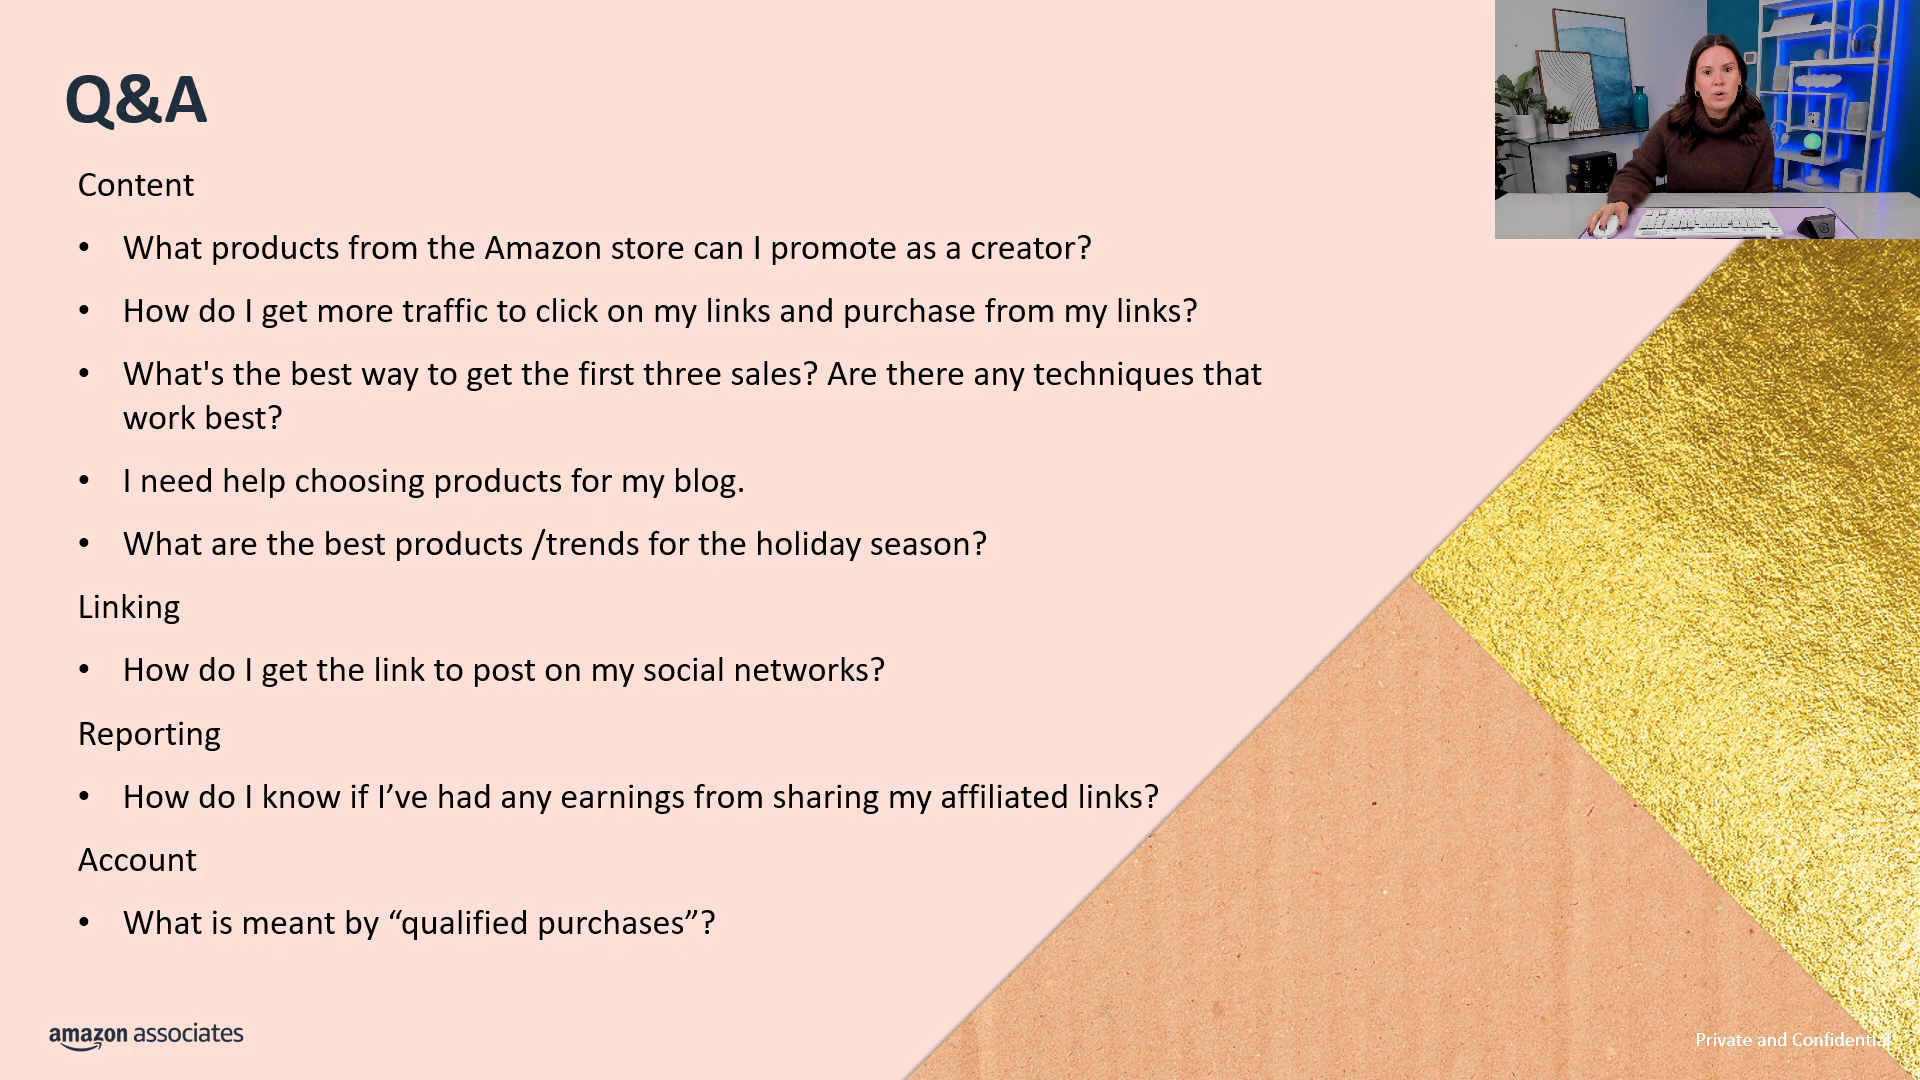 Q&A
Content
• What products from the Amazon store can I promote as a creator?
• How do I get more traffic to click on my links and purchase from my links?
• What's the best way to get the first three sales? Are there any techniques that
work best?
• I need help choosing products for my blog.
• What are the best products /trends for the holiday season?
Linking
• How do I get the link to post on my social networks?
Reporting
• How do I know if I’ve had any earnings from sharing my affiliated links?
Account
• What is meant by “qualified purchases”?
amazon associates
Private and Confidential